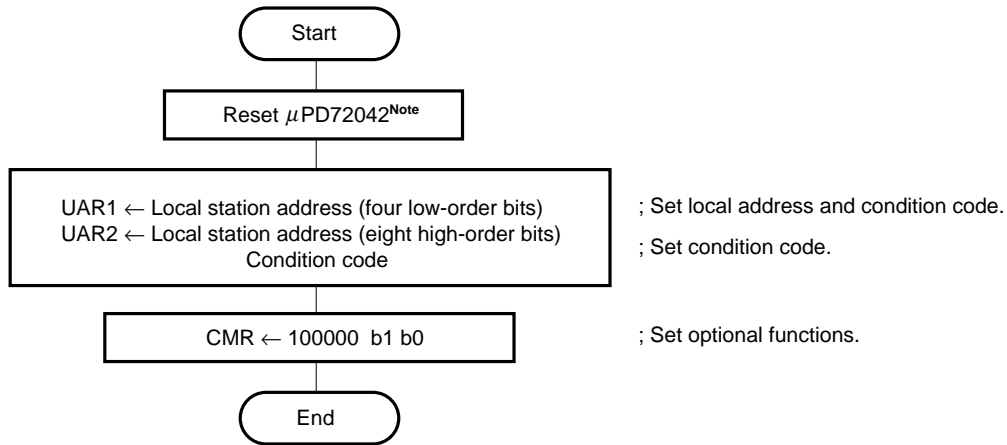 Start
Reset μPD72042Note
UAR1 ← Local station address (four low-order bits)
; Set local address and condition code.
UAR2 ← Local station address (eight high-order bits)
; Set condition code.
Condition code
CMR ← 100000 b1 b0
; Set optional functions.
End